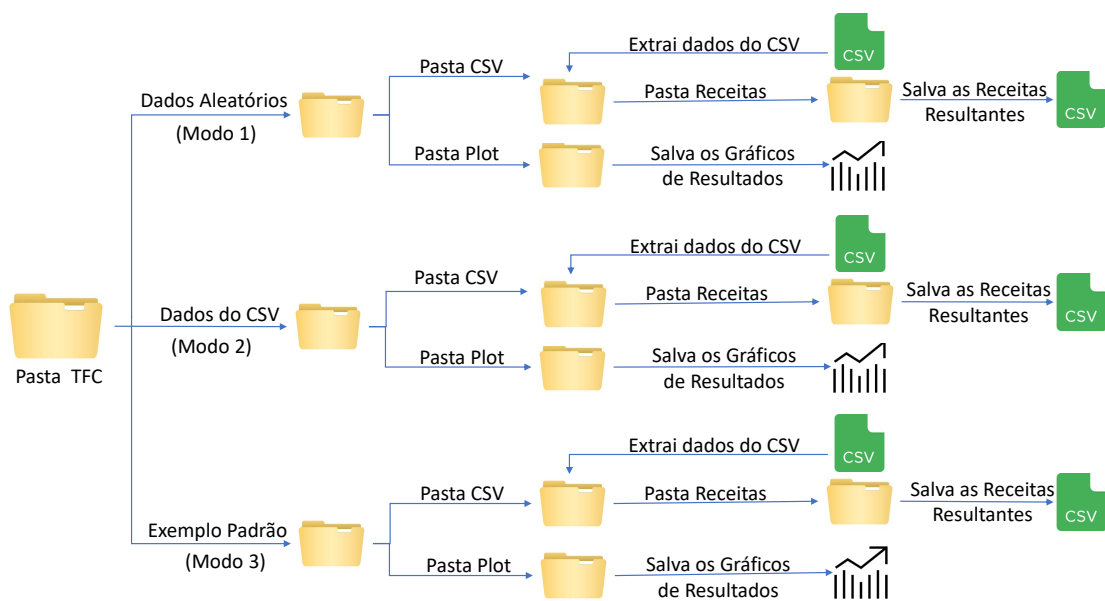 Extrai dados do CSV
CSV
Pasta CSV
Dados Aleatórios
(Modo 1)
Pasta Receitas
Salva as Receitas
Resultantes
CSV
Pasta Plot
Salva os Gráficos
de Resultados
Extrai dados do CSV
CSV
Pasta CSV
Dados do CSV
(Modo 2)
Pasta Receitas
Salva as Receitas
Resultantes
CSV
Pasta Plot
Salva os Gráficos
de Resultados
Pasta TFC
Extrai dados do CSV
CSV
Pasta CSV
Exemplo Padrão
(Modo 3)
Pasta Receitas
Salva as Receitas
Resultantes
CSV
Pasta Plot
Salva os Gráficos
de Resultados